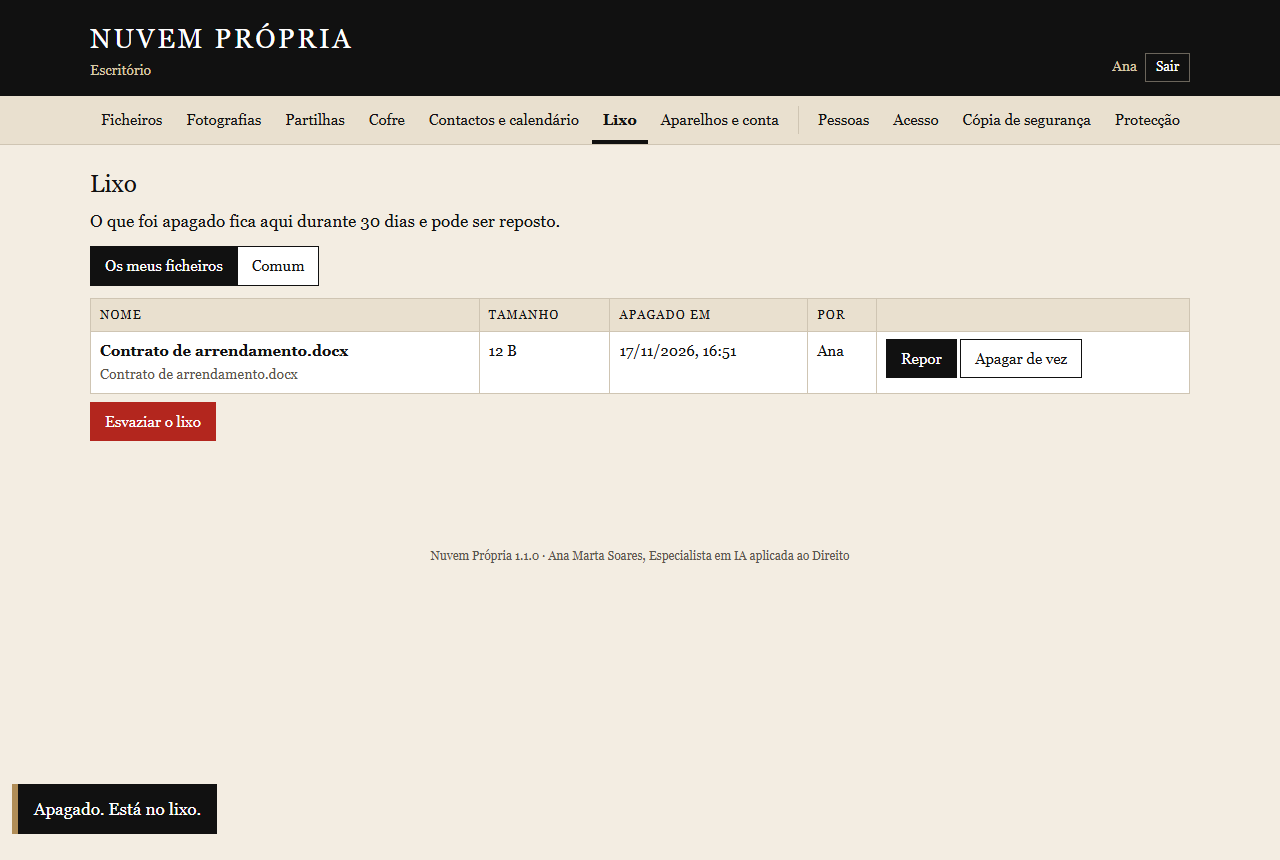 NUVEM PRÓPRIA
Escritório
Ana Sair
Ficheiros Fotografias Partilhas Cofre Contactos e calendário Lixo Aparelhos e conta Pessoas Acesso Cópia de segurança Protecção
Lixo
O que foi apagado fica aqui durante 30 dias e pode ser reposto.
Os meus ficheiros Comum
NOME TAMANHO APAGADO EM POR
Contrato de arrendamento.docx 12 B 17/11/2026, 16:51 Ana Repor Apagar de vez
Contrato de arrendamento.docx
Esvaziar o lixo
Nuvem Própria 1.1.0 · Ana Marta Soares, Especialista em IA aplicada ao Direito
Apagado. Está no lixo.